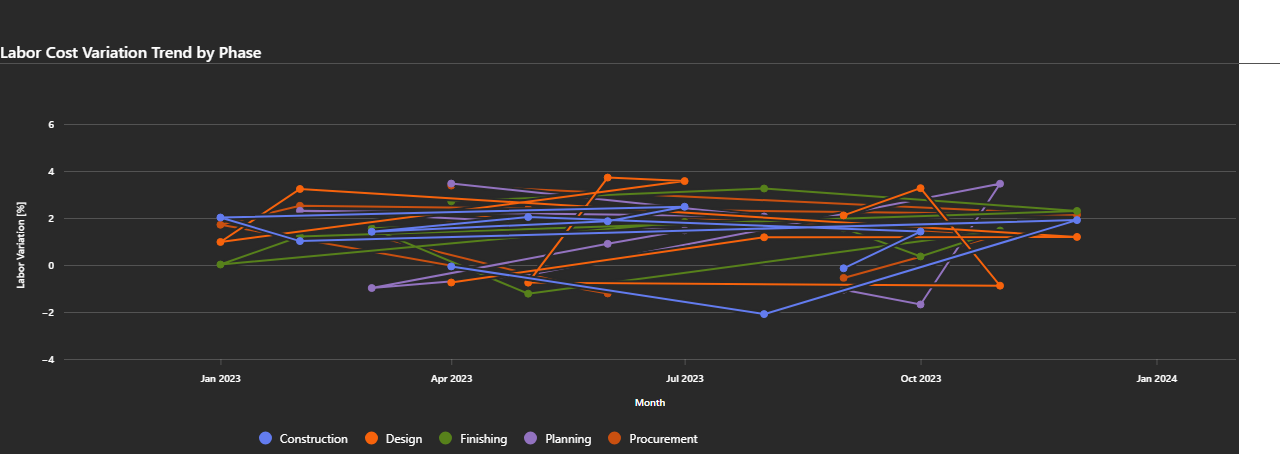 Labor Cost Variation Trend by Phase
6
4
2
0
−2
−4
Labor Variation [%]
Jan 2023 Apr 2023 Jul 2023 Oct 2023 Jan 2024
Month
Construction Design Finishing Planning Procurement